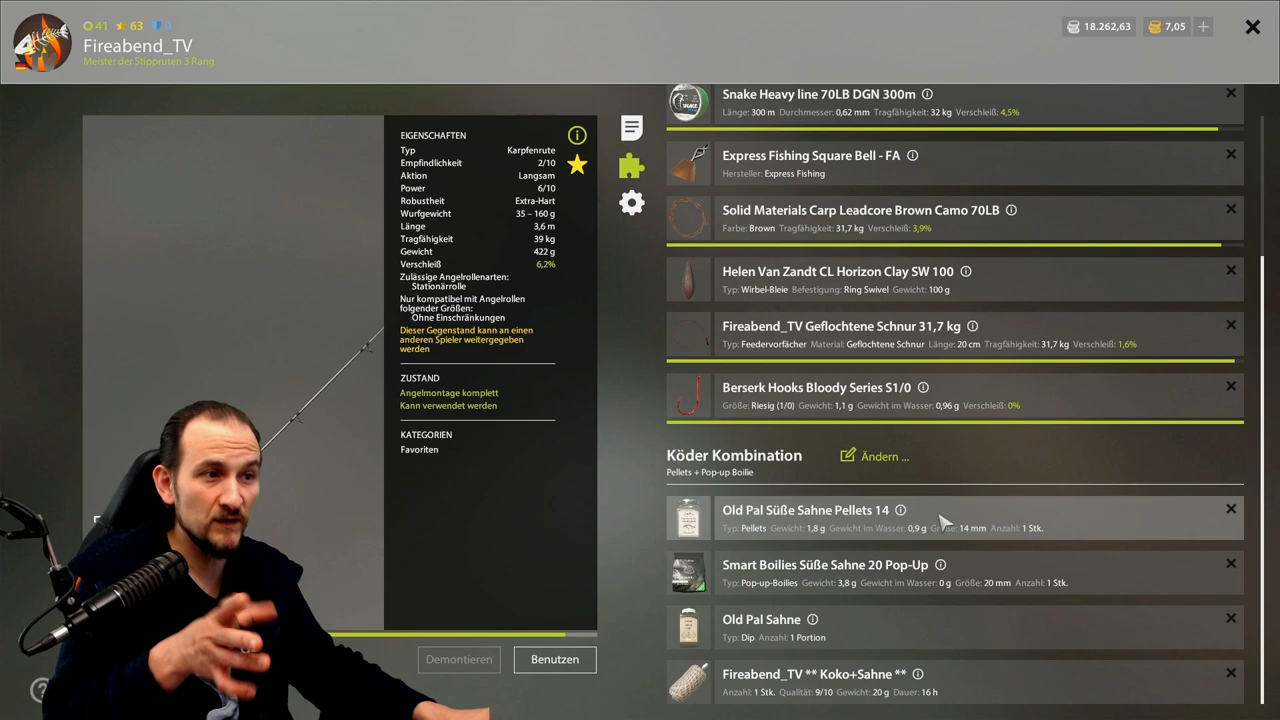 41 63 0
Fireabend_TV
Meister der Stippruten 3 Rang
18.262,63 7,05 +
EIGENSCHAFTEN
Typ Karpfenrute
Empfindlichkeit 2/10
Aktion Langsam
Power 6/10
Robustheit Extra-Hart
Wurfgewicht 35 – 160 g
Länge 3,6 m
Tragfähigkeit 39 kg
Gewicht 422 g
Verschleiß 6,2%
Zulässige Angelrollenarten:
Stationärrolle
Nur kompatibel mit Angelrollen
folgender Größen:
Ohne Einschränkungen
Dieser Gegenstand kann an einen
anderen Spieler weitergegeben
werden
ZUSTAND
Angelmontage komplett
Kann verwendet werden
KATEGORIEN
Favoriten
Demontieren Benutzen
Snake Heavy line 70LB DGN 300m
Länge: 300 m Durchmesser: 0,62 mm Tragfähigkeit: 32 kg Verschleiß: 4,5%
Express Fishing Square Bell - FA
Hersteller: Express Fishing
Solid Materials Carp Leadcore Brown Camo 70LB
Farbe: Brown Tragfähigkeit: 31,7 kg Verschleiß: 3,9%
Helen Van Zandt CL Horizon Clay SW 100
Typ: Wirbel-Bleie Befestigung: Ring Swivel Gewicht: 100 g
Fireabend_TV Geflochtene Schnur 31,7 kg
Typ: Feedervorfächer Material: Geflochtene Schnur Länge: 20 cm Tragfähigkeit: 31,7 kg Verschleiß: 1,6%
Berserk Hooks Bloody Series S1/0
Größe: Riesig (1/0) Gewicht: 1,1 g Gewicht im Wasser: 0,96 g Verschleiß: 0%
Köder Kombination Ändern ...
Pellets + Pop-up Boilie
Old Pal Süße Sahne Pellets 14
Typ: Pellets Gewicht: 1,8 g Gewicht im Wasser: 0,9 g Größe: 14 mm Anzahl: 1 Stk.
Smart Boilies Süße Sahne 20 Pop-Up
Typ: Pop-up-Boilies Gewicht: 3,8 g Gewicht im Wasser: 0 g Größe: 20 mm Anzahl: 1 Stk.
Old Pal Sahne
Typ: Dip Anzahl: 1 Portion
Fireabend_TV ** Koko+Sahne **
Anzahl: 1 Stk. Qualität: 9/10 Gewicht: 20 g Dauer: 16 h